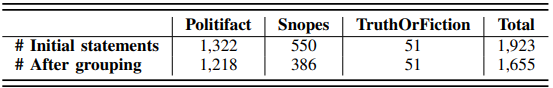 Politifact Snopes TruthOrFiction Total
# Initial statements 1,322 550 51 1,923
# After grouping 1,218 386 51 1,655